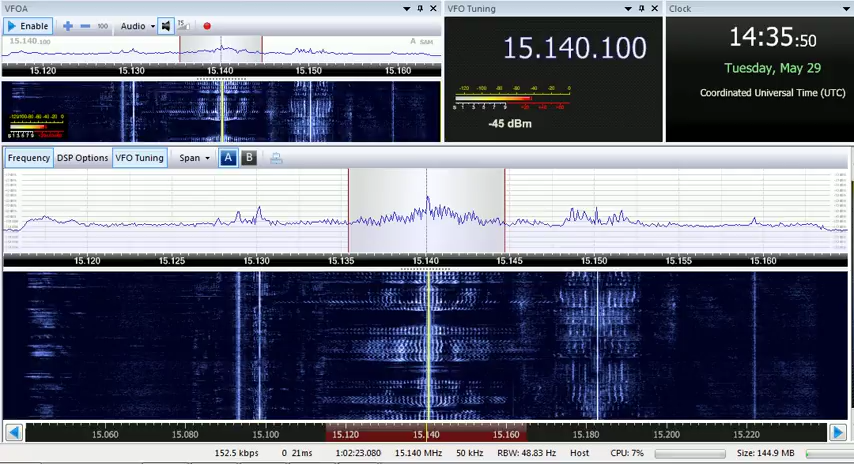 VFOA
Enable 100 Audio
15.140.100 A SAM
15.120 15.130 15.140 15.150 15.160
VFO Tuning
15.140.100
-45 dBm
Clock
14:35:50
Tuesday, May 29
Coordinated Universal Time (UTC)
Frequency DSP Options VFO Tuning Span A B
15.120 15.125 15.130 15.135 15.140 15.145 15.150 15.155 15.160
15.060 15.080 15.100 15.120 15.140 15.160 15.180 15.200 15.220
152.5 kbps 0 21ms 1:02:23.080 15.140 MHz 50 kHz RBW: 48.83 Hz Host CPU: 7% Size: 144.9 MB